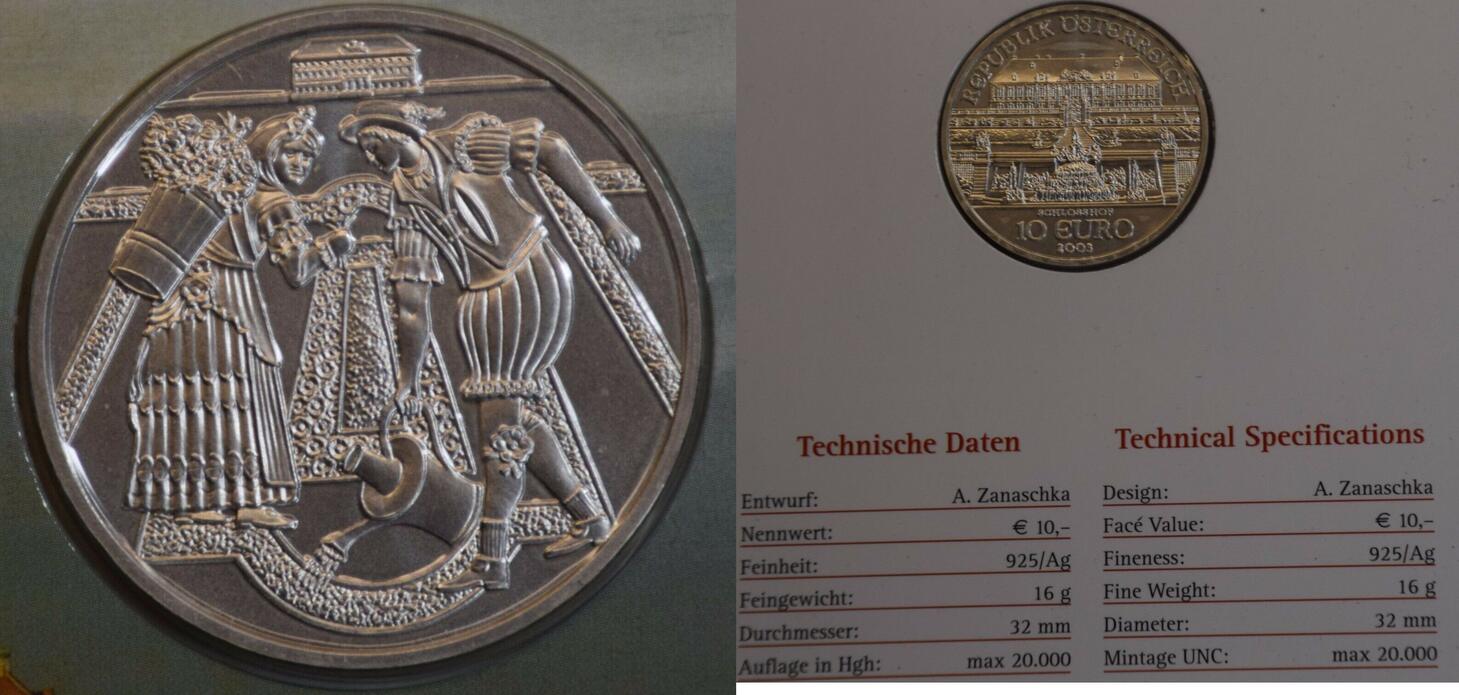 REPUBLIK ÖSTERREICH
SCHLOSSHOF
10 EURO
2003
Technische Daten
Entwurf: A. Zanaschka
Nennwert: € 10,–
Feinheit: 925/Ag
Feingewicht: 16 g
Durchmesser: 32 mm
Auflage in Hgh: max 20.000
Technical Specifications
Design: A. Zanaschka
Facé Value: € 10,–
Fineness: 925/Ag
Fine Weight: 16 g
Diameter: 32 mm
Mintage UNC: max 20.000